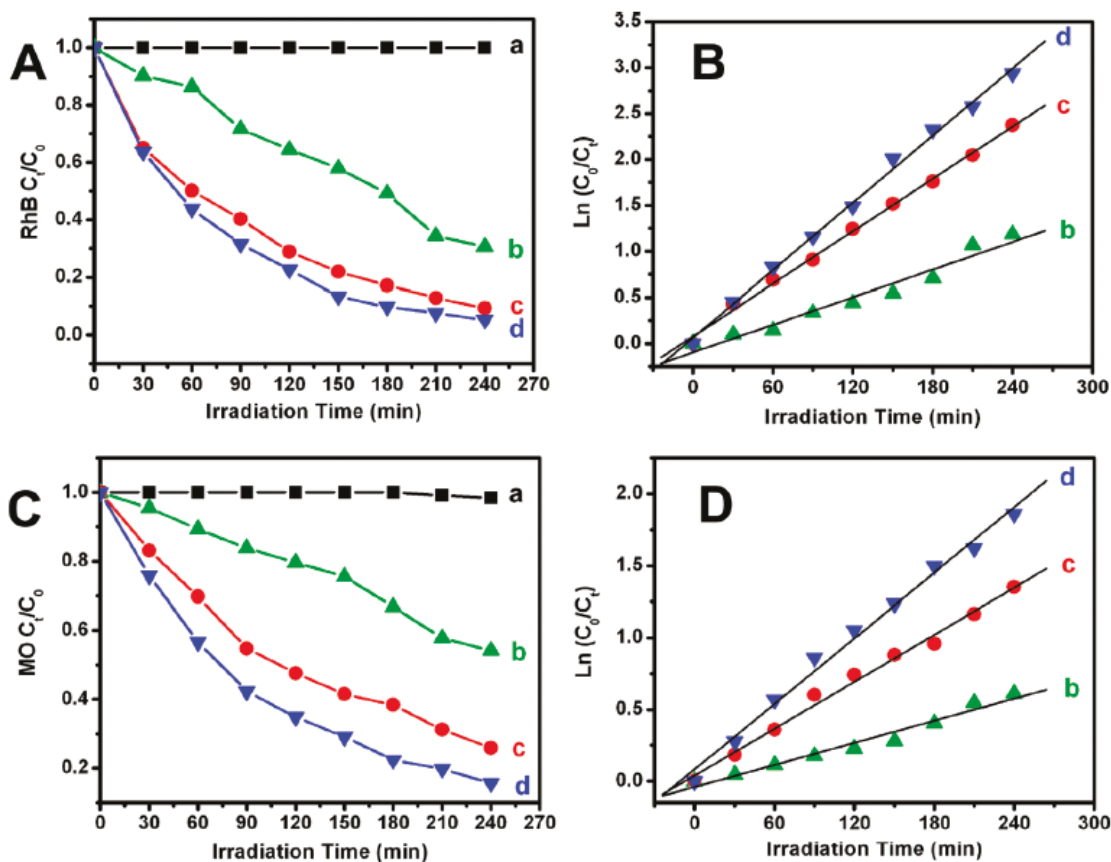 A
RhB Cₜ/C₀
1.0
0.8
0.6
0.4
0.2
0.0
a
b
c
d
0 30 60 90 120 150 180 210 240 270
Irradiation Time (min)
B
Ln (C₀/Cₜ)
3.5
3.0
2.5
2.0
1.5
1.0
0.5
0.0
d
c
b
0 60 120 180 240 300
Irradiation Time (min)
C
MO Cₜ/C₀
1.0
0.8
0.6
0.4
0.2
a
b
c
d
0 30 60 90 120 150 180 210 240 270
Irradiation Time (min)
D
Ln (C₀/Cₜ)
2.0
1.5
1.0
0.5
0.0
d
c
b
0 60 120 180 240 300
Irradiation Time (min)